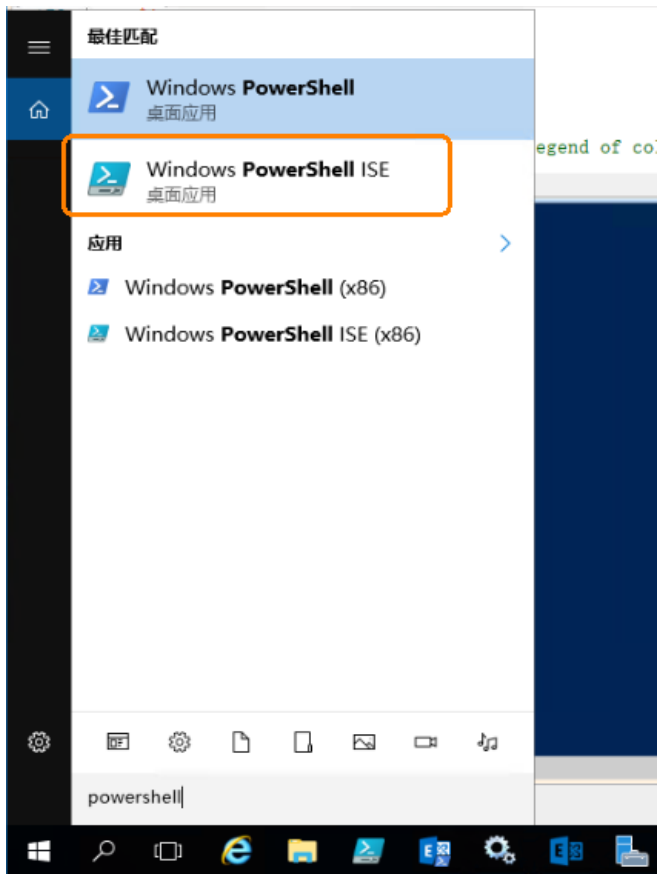 最佳匹配
Windows PowerShell
桌面应用
egend of col
Windows PowerShell ISE
桌面应用
应用
Windows PowerShell (x86)
Windows PowerShell ISE (x86)
powershell